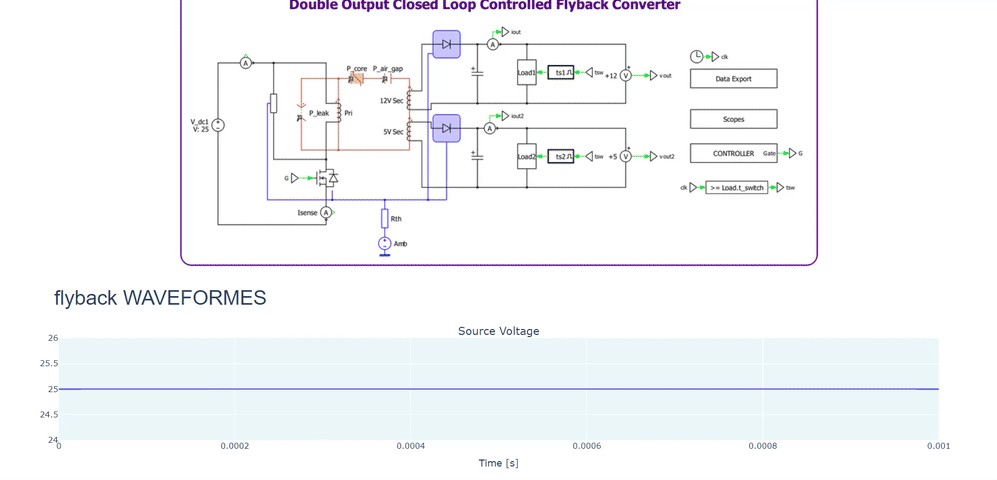 Double Output Closed Loop Controlled Flyback Converter
A
V_dc1
V: 25
P_core P_air_gap
P_leak
Pri
12V Sec
5V Sec
G
Isense A
Rth
Amb
A
iout
Load1
ts1
tsw
+12 V
vout
A
iout2
Load2
ts2
tsw
+5 V
vout2
clk
Data Export
Scopes
CONTROLLER Gate
G
clk
>= Load.t_switch
tsw
flyback WAVEFORMES
Source Voltage
26
25.5
25
24.5
24
0 0.0002 0.0004 0.0006 0.0008 0.001
Time [s]